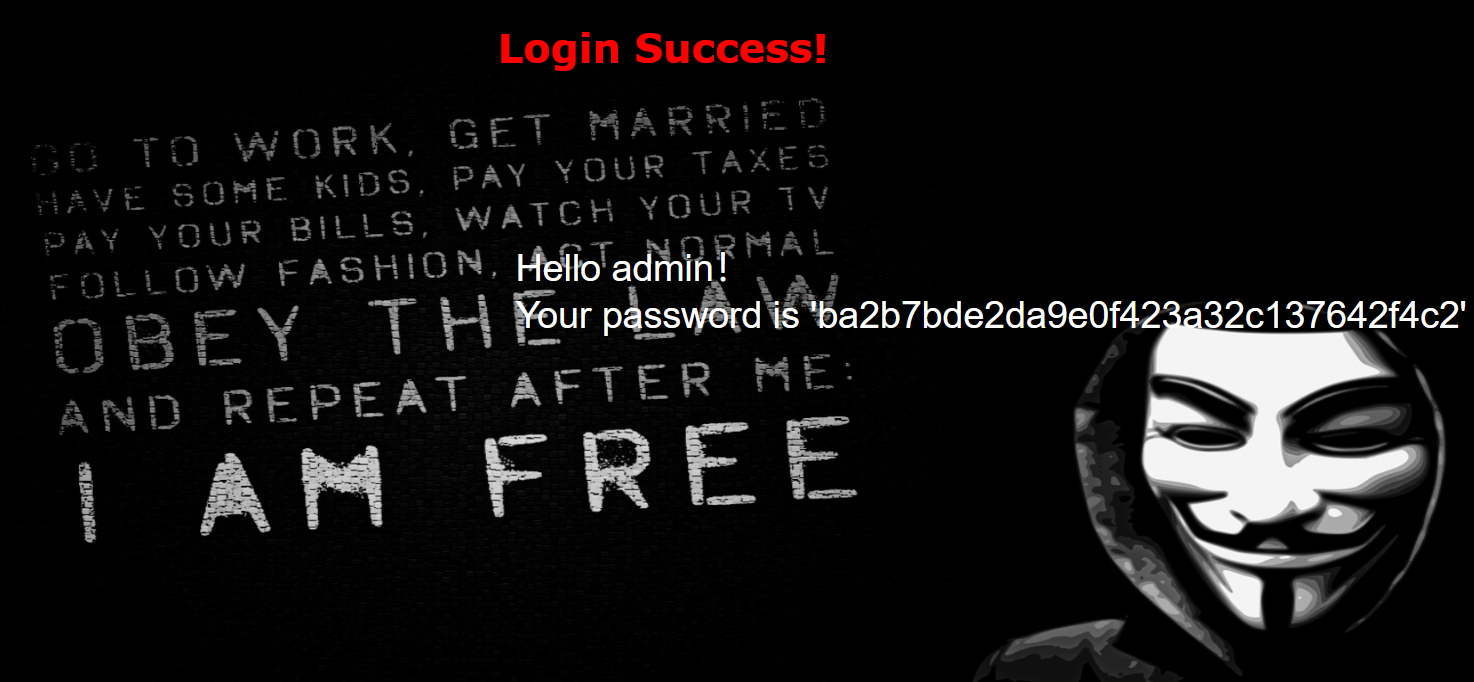 Login Success!
GO TO WORK, GET MARRIED
HAVE SOME KIDS, PAY YOUR TAXES
PAY YOUR BILLS, WATCH YOUR TV
FOLLOW FASHION, ACT NORMAL
OBEY THE LAW
AND REPEAT AFTER ME:
I AM FREE
Hello admin！
Your password is 'ba2b7bde2da9e0f423a32c137642f4c2'